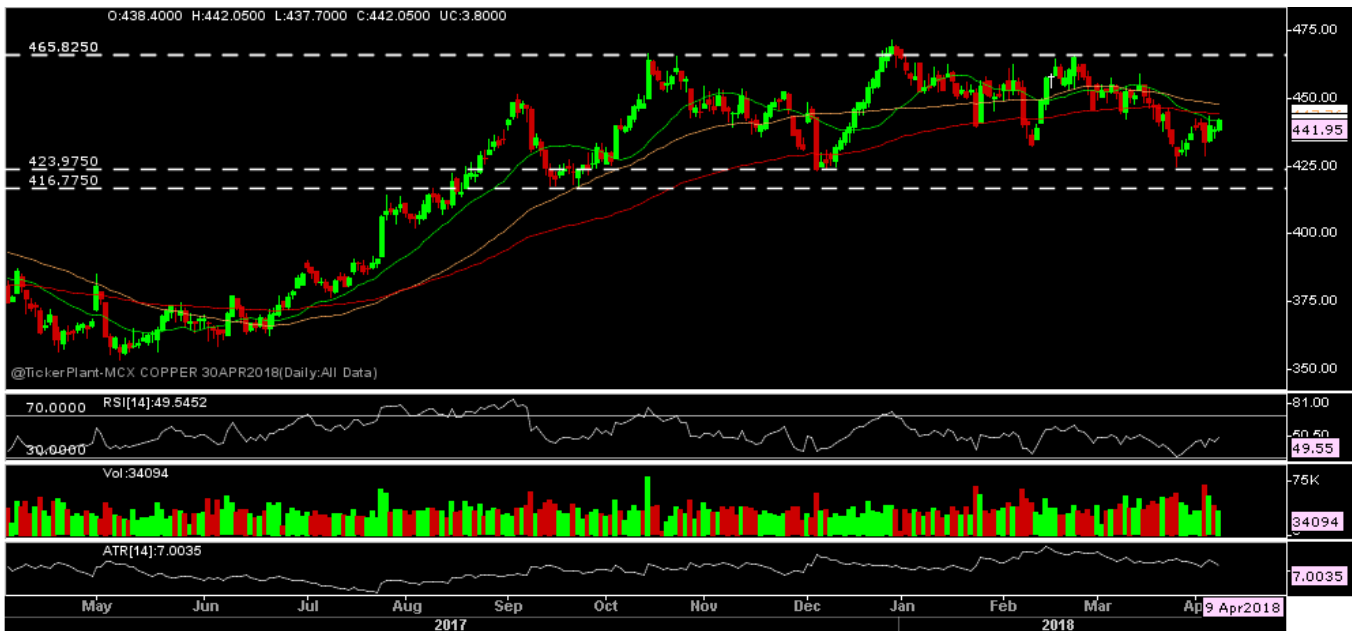 O:438.4000 H:442.0500 L:437.7000 C:442.0500 UC:3.8000
475.00
465.8250
450.00
441.95
423.9750
425.00
416.7750
400.00
375.00
350.00
@TickerPlant-MCX COPPER 30APR2018(Daily:All Data)
70.0000 RSI[14]:49.5452
81.00
30.0000
49.55
Vol:34094
75K
34094
ATR[14]:7.0035
7.0035
May Jun Jul Aug Sep Oct Nov Dec Jan Feb Mar 9 Apr2018
2017 2018